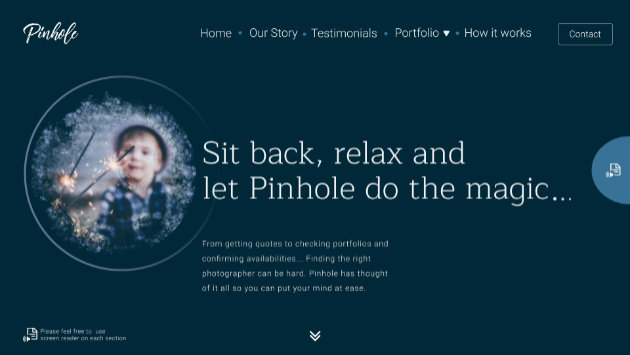 Pinhole
Home • Our Story • Testimonials • Portfolio ♥ • How it works
Contact
Sit back, relax and
let Pinhole do the magic...
From getting quotes to checking portfolios and
confirming availabilities... Finding the right
photographer can be hard. Pinhole has thought
of it all so you can put your mind at ease.
Please feel free to use
screen reader on each section